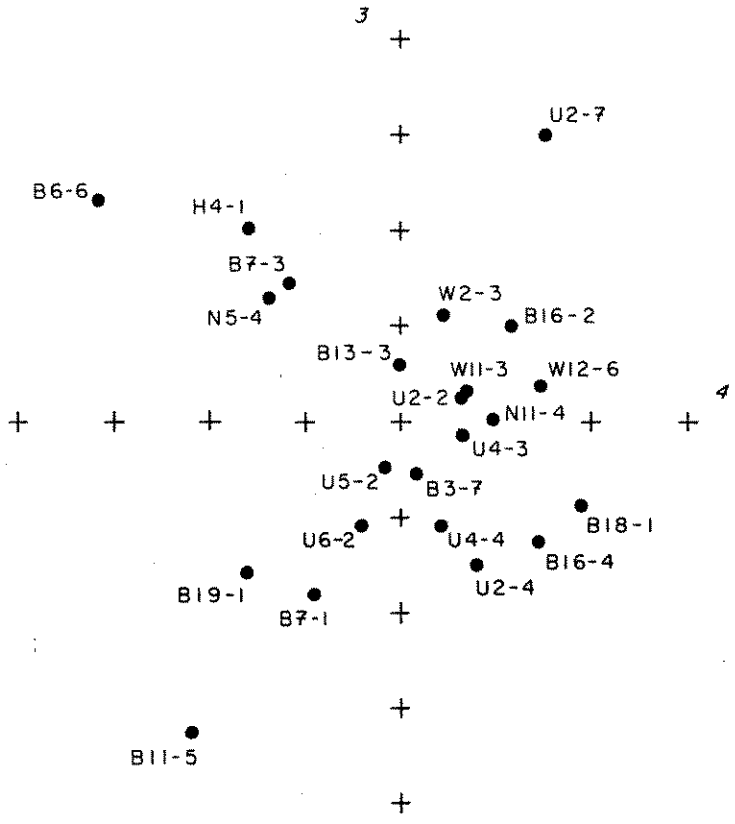 3
U2-7
B6-6
H4-1
B7-3
W2-3
N5-4
B16-2
B13-3
W11-3
W12-6
4
U2-2
N11-4
U4-3
U5-2
B3-7
B18-1
U6-2
U4-4
B16-4
U2-4
B19-1
B7-1
B11-5